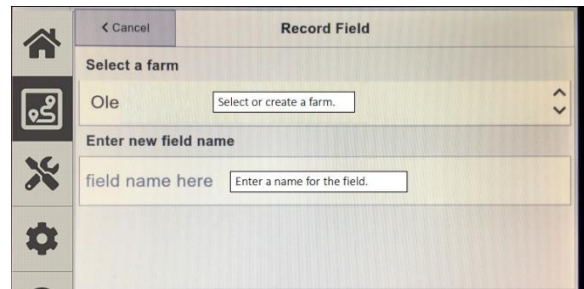 < Cancel
Record Field
Select a farm
Ole
Select or create a farm.
Enter new field name
field name here
Enter a name for the field.